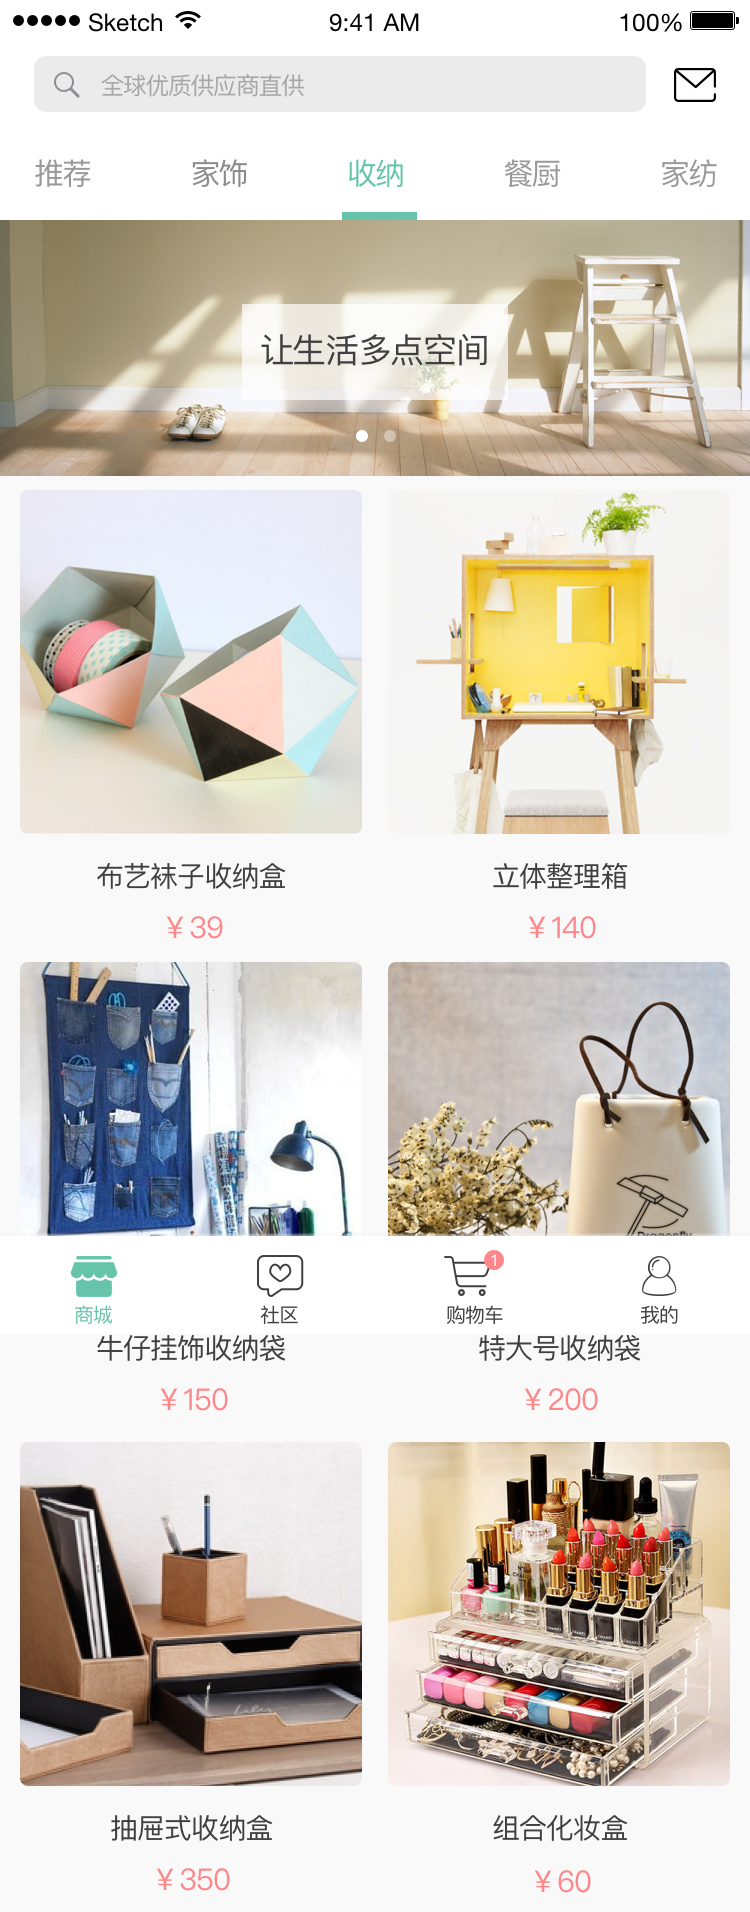 Sketch 9:41 AM 100%
全球优质供应商直供
推荐 家饰 收纳 餐厨 家纺
让生活多点空间
布艺袜子收纳盒 立体整理箱
¥ 39 ¥ 140
Dragonfly
商城 社区 1 购物车 我的
牛仔挂饰收纳袋 特大号收纳袋
¥ 150 ¥ 200
抽屉式收纳盒 组合化妆盒
¥ 350 ¥ 60